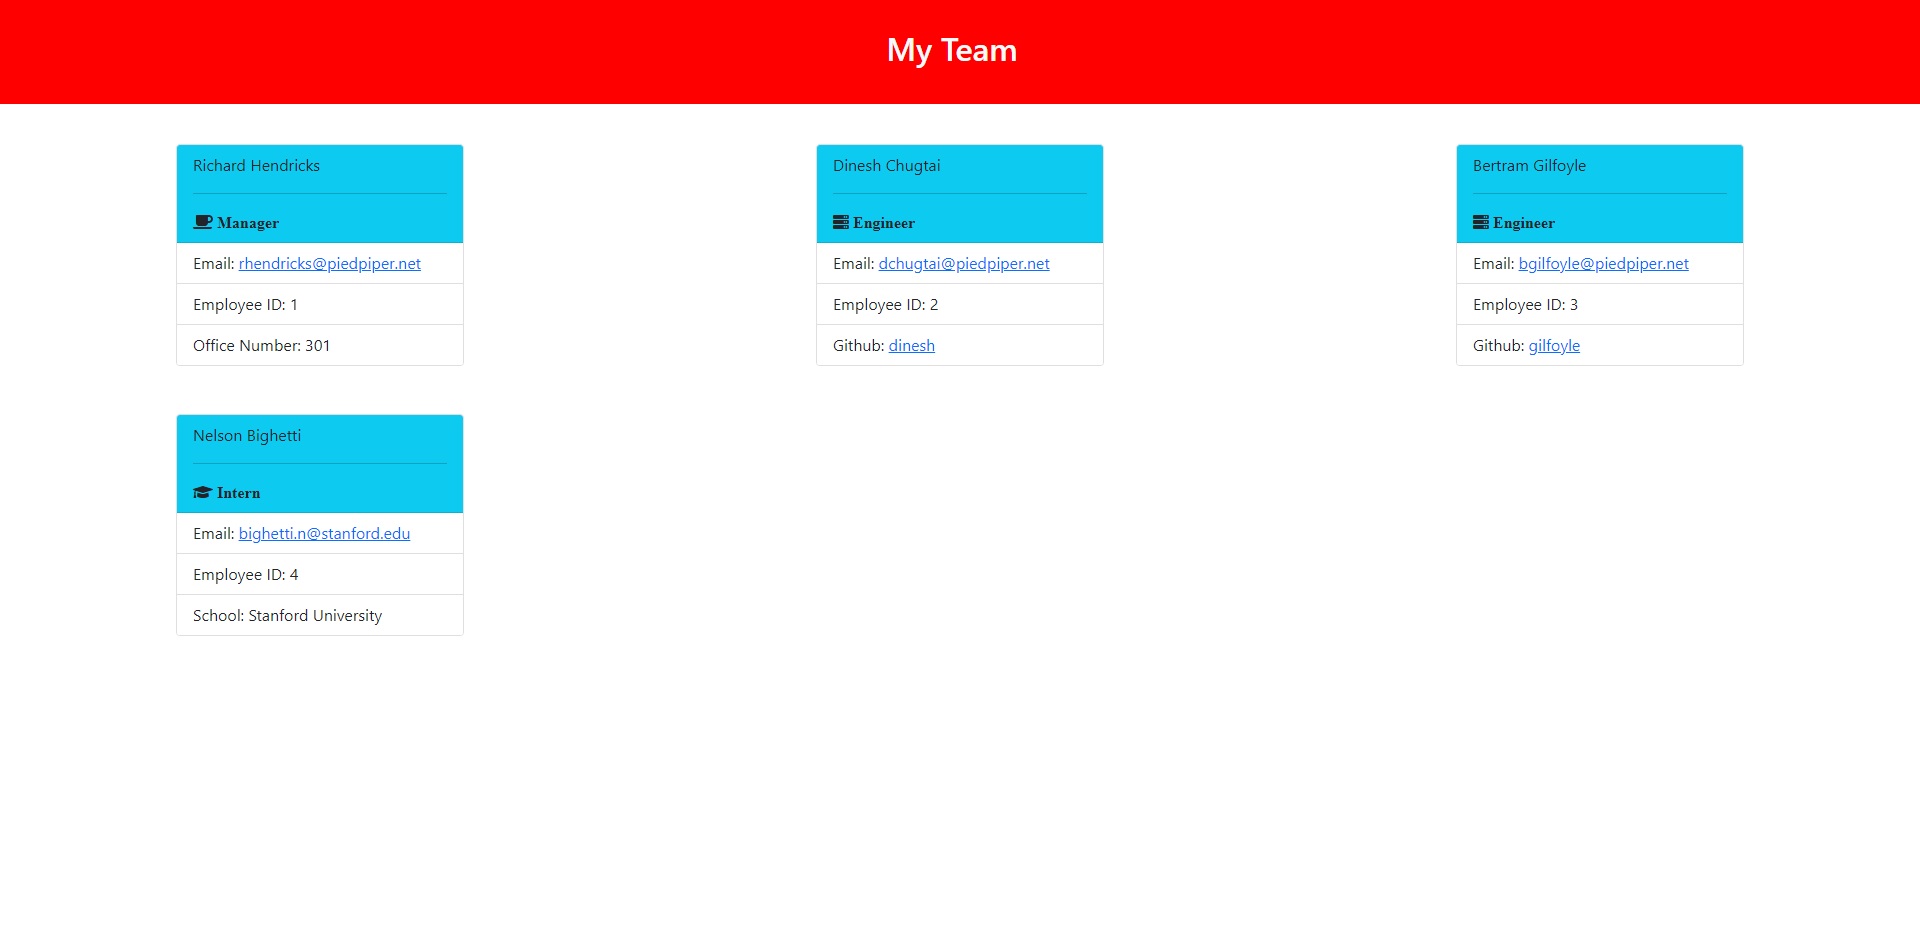 My Team
Richard Hendricks
Manager
Email: rhendricks@piedpiper.net
Employee ID: 1
Office Number: 301
Dinesh Chugtai
Engineer
Email: dchugtai@piedpiper.net
Employee ID: 2
Github: dinesh
Bertram Gilfoyle
Engineer
Email: bgilfoyle@piedpiper.net
Employee ID: 3
Github: gilfoyle
Nelson Bighetti
Intern
Email: bighetti.n@stanford.edu
Employee ID: 4
School: Stanford University